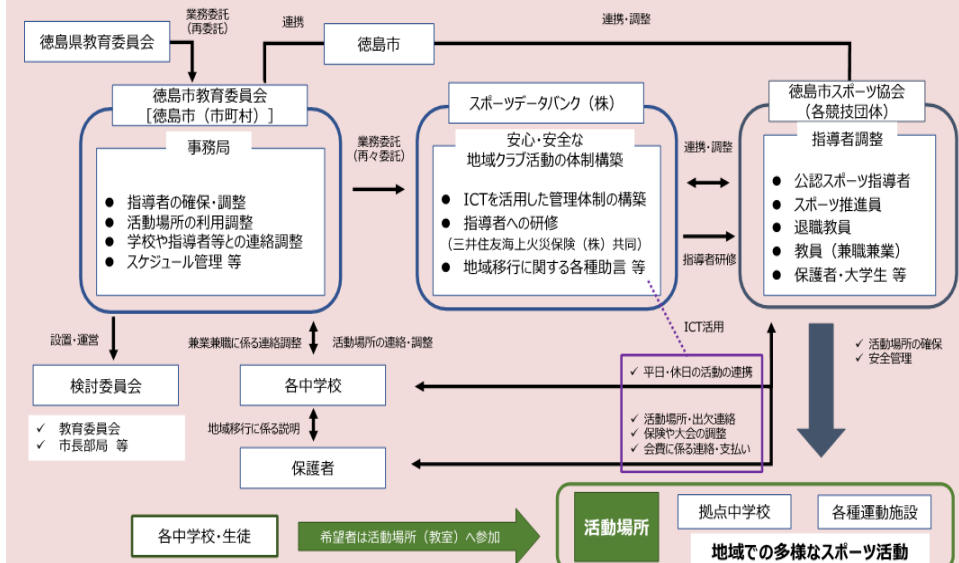 徳島県教育委員会
業務委託
(再委託)
連携
徳島市
連携・調整
徳島市教育委員会
[徳島市(市町村)]
事務局
● 指導者の確保・調整
● 活動場所の利用調整
● 学校や指導者等との連絡調整
● スケジュール管理 等
業務委託
(再々委託)
スポーツデータバンク(株)
安心・安全な
地域クラブ活動の体制構築
● ICTを活用した管理体制の構築
● 指導者への研修
(三井住友海上火災保険(株)共同)
● 地域移行に関する各種助言 等
連携・調整
指導者研修
徳島市スポーツ協会
(各競技団体)
指導者調整
● 公認スポーツ指導者
● スポーツ推進員
● 退職教員
● 教員(兼職兼業)
● 保護者・大学生 等
設置・運営
兼業兼職に係る連絡調整
活動場所の連絡・調整
ICT活用
✓ 活動場所の確保
✓ 安全管理
検討委員会
✓ 教育委員会
✓ 市長部局 等
各中学校
地域移行に係る説明
保護者
✓ 平日・休日の活動の連携
✓ 活動場所・出欠連絡
✓ 保険や大会の調整
✓ 会費に係る連絡・支払い
各中学校・生徒
希望者は活動場所(教室)へ参加
活動場所
拠点中学校
各種運動施設
地域での多様なスポーツ活動